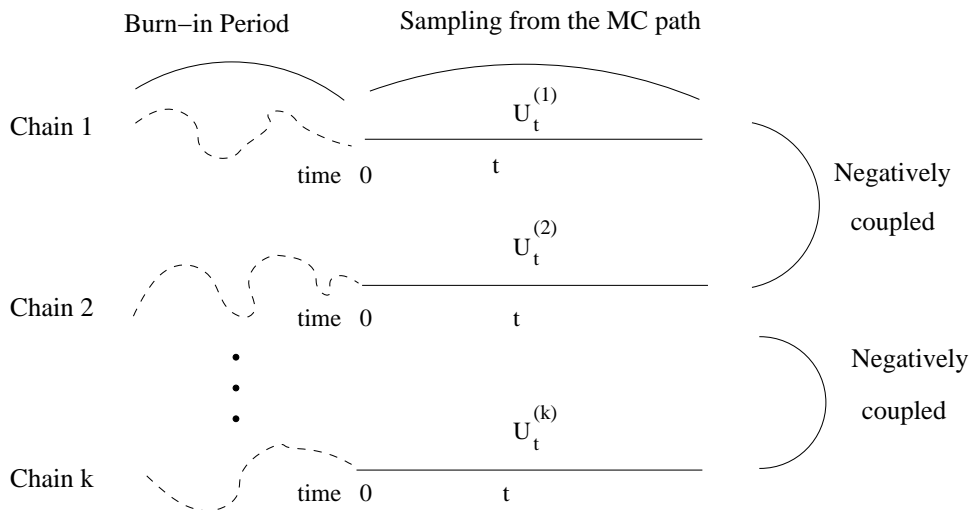 Burn−in Period
Sampling from the MC path
Chain 1
U_t^(1)
time 0
t
Negatively
coupled
Chain 2
U_t^(2)
time 0
t
Negatively
coupled
Chain k
U_t^(k)
time 0
t